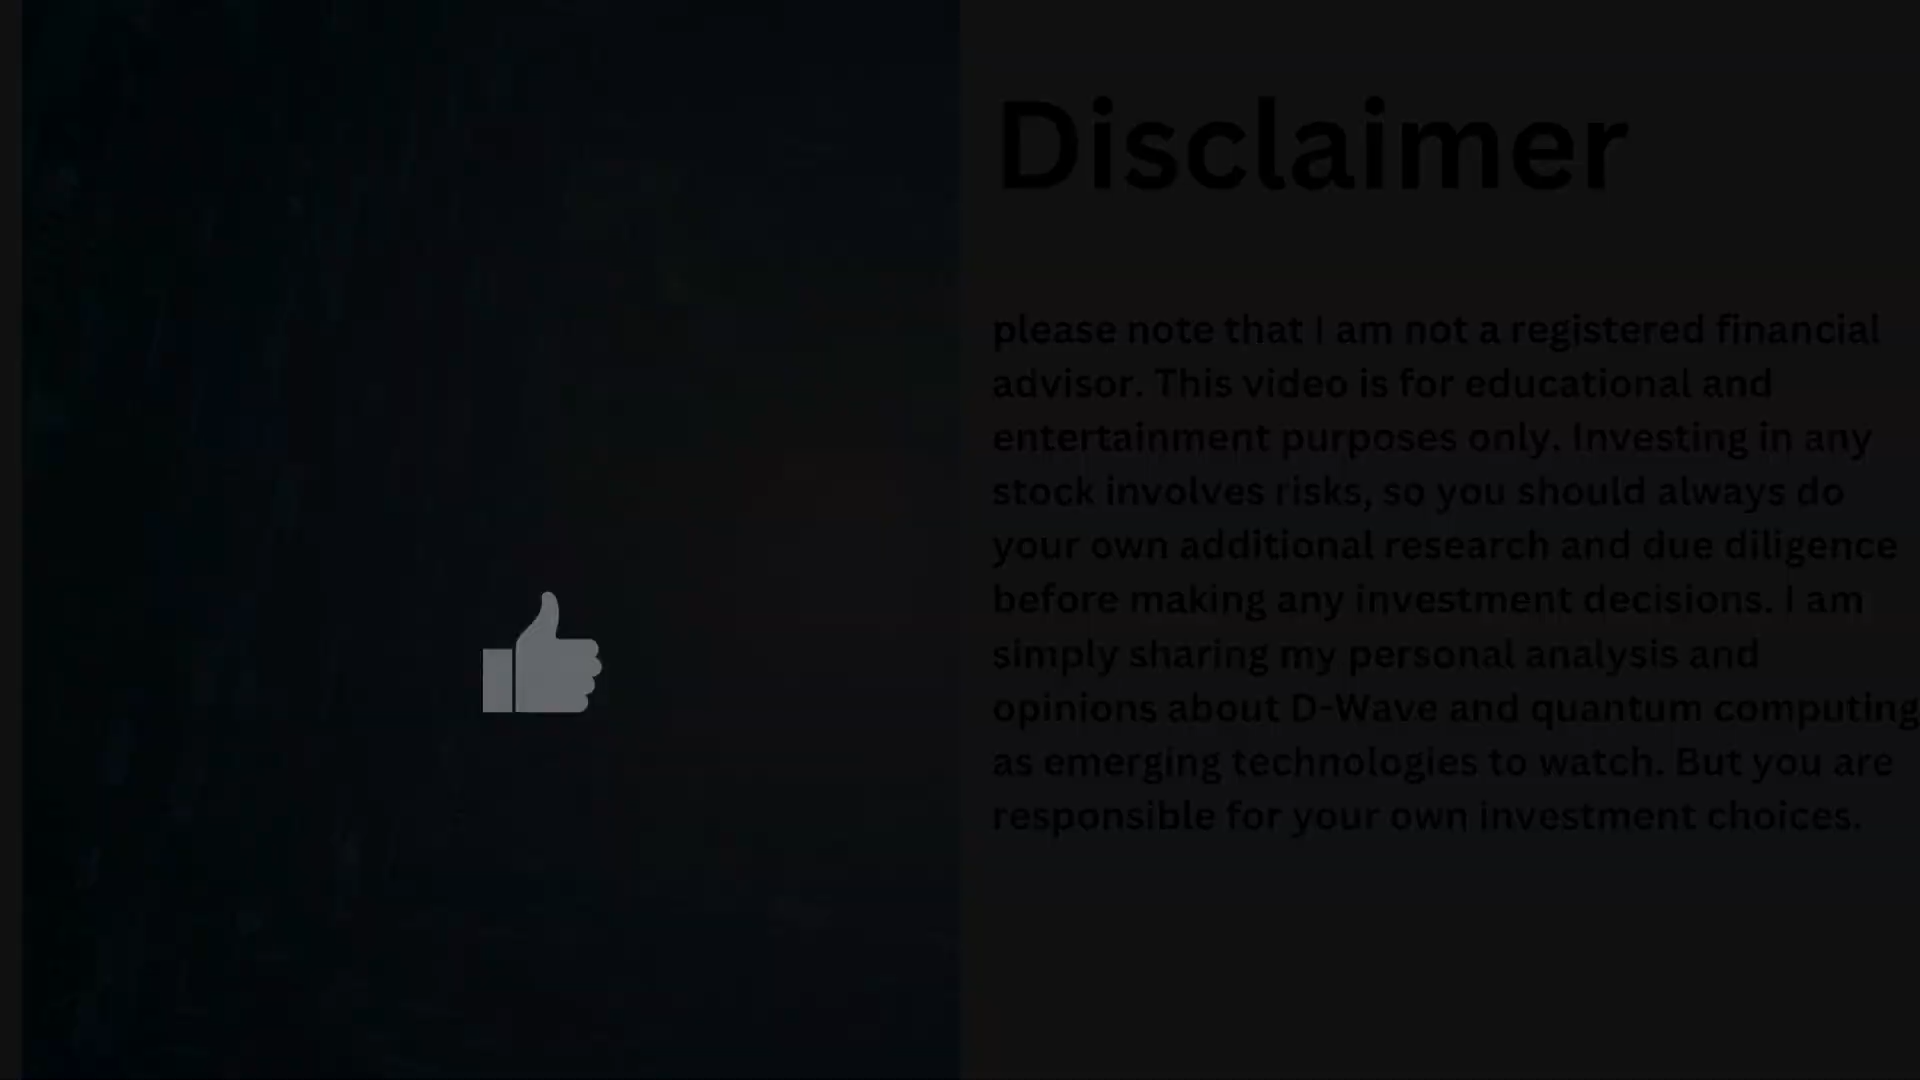 Disclaimer
please note that I am not a registered financial
advisor. This video is for educational and
entertainment purposes only. Investing in any
stock involves risks, so you should always do
your own additional research and due diligence
before making any investment decisions. I am
simply sharing my personal analysis and
opinions about D-Wave and quantum computing
as emerging technologies to watch. But you are
responsible for your own investment choices.